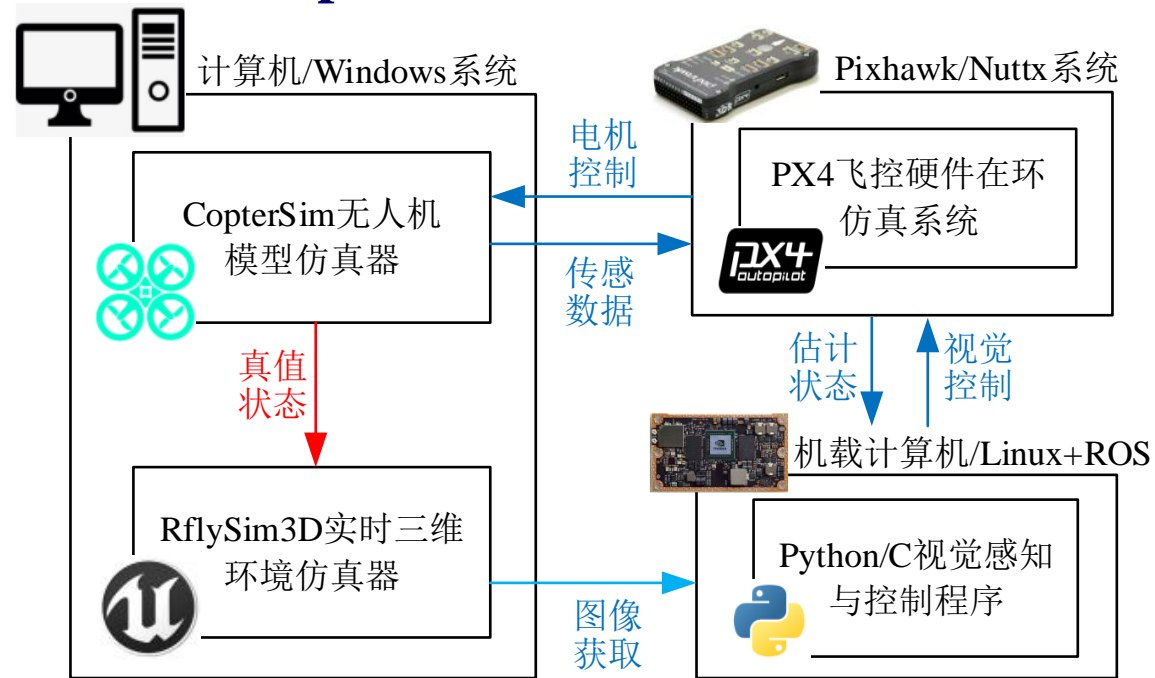 计算机/Windows系统
Pixhawk/Nuttx系统
电机
控制
CopterSim无人机
模型仿真器
PX4飞控硬件在环
仿真系统
px4
autopilot
传感
数据
真值
状态
估计
状态
视觉
控制
机载计算机/Linux+ROS
RflySim3D实时三维
环境仿真器
Python/C视觉感知
与控制程序
图像
获取